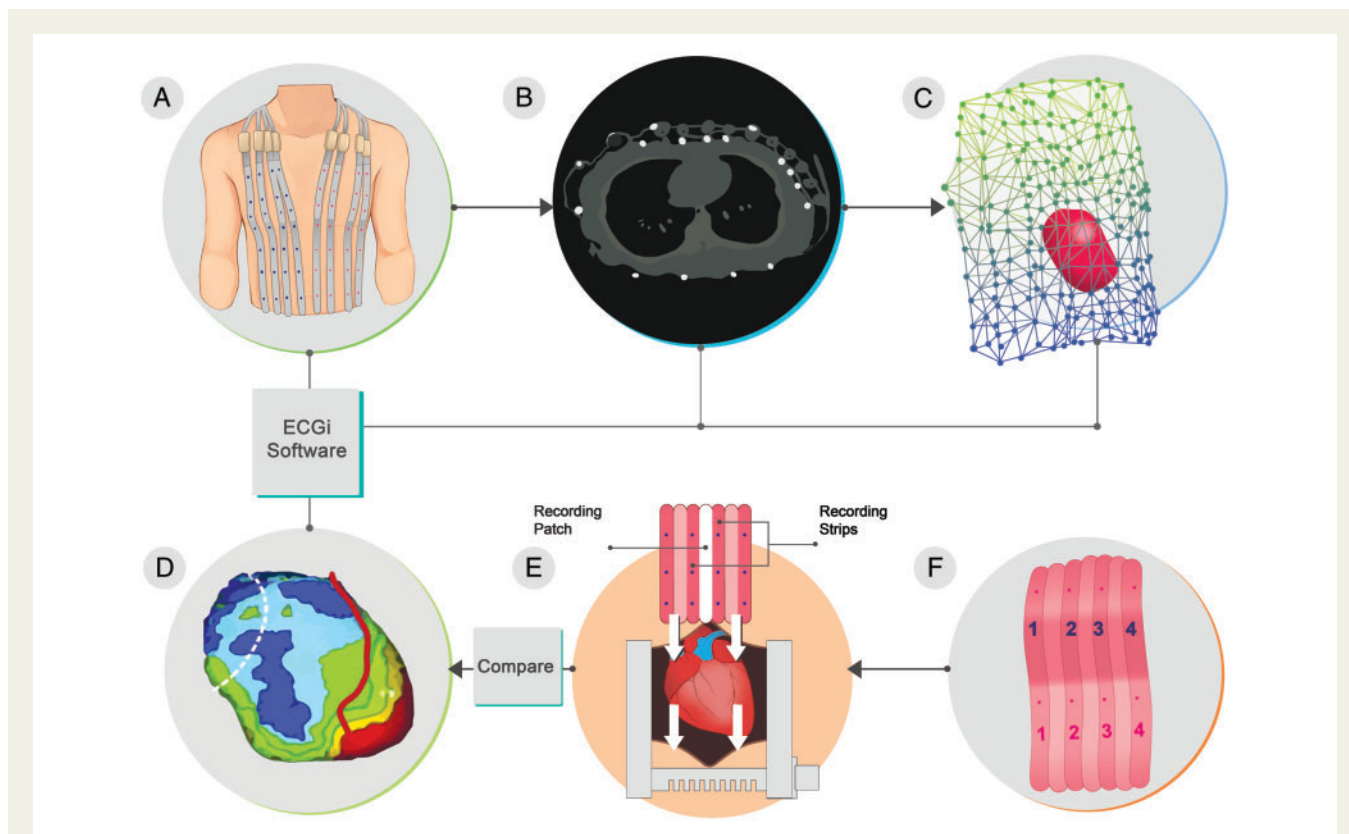 A
B
C
ECGi
Software
Recording
Patch
Recording
Strips
D
E
F
Compare
1 2 3 4
1 2 3 4